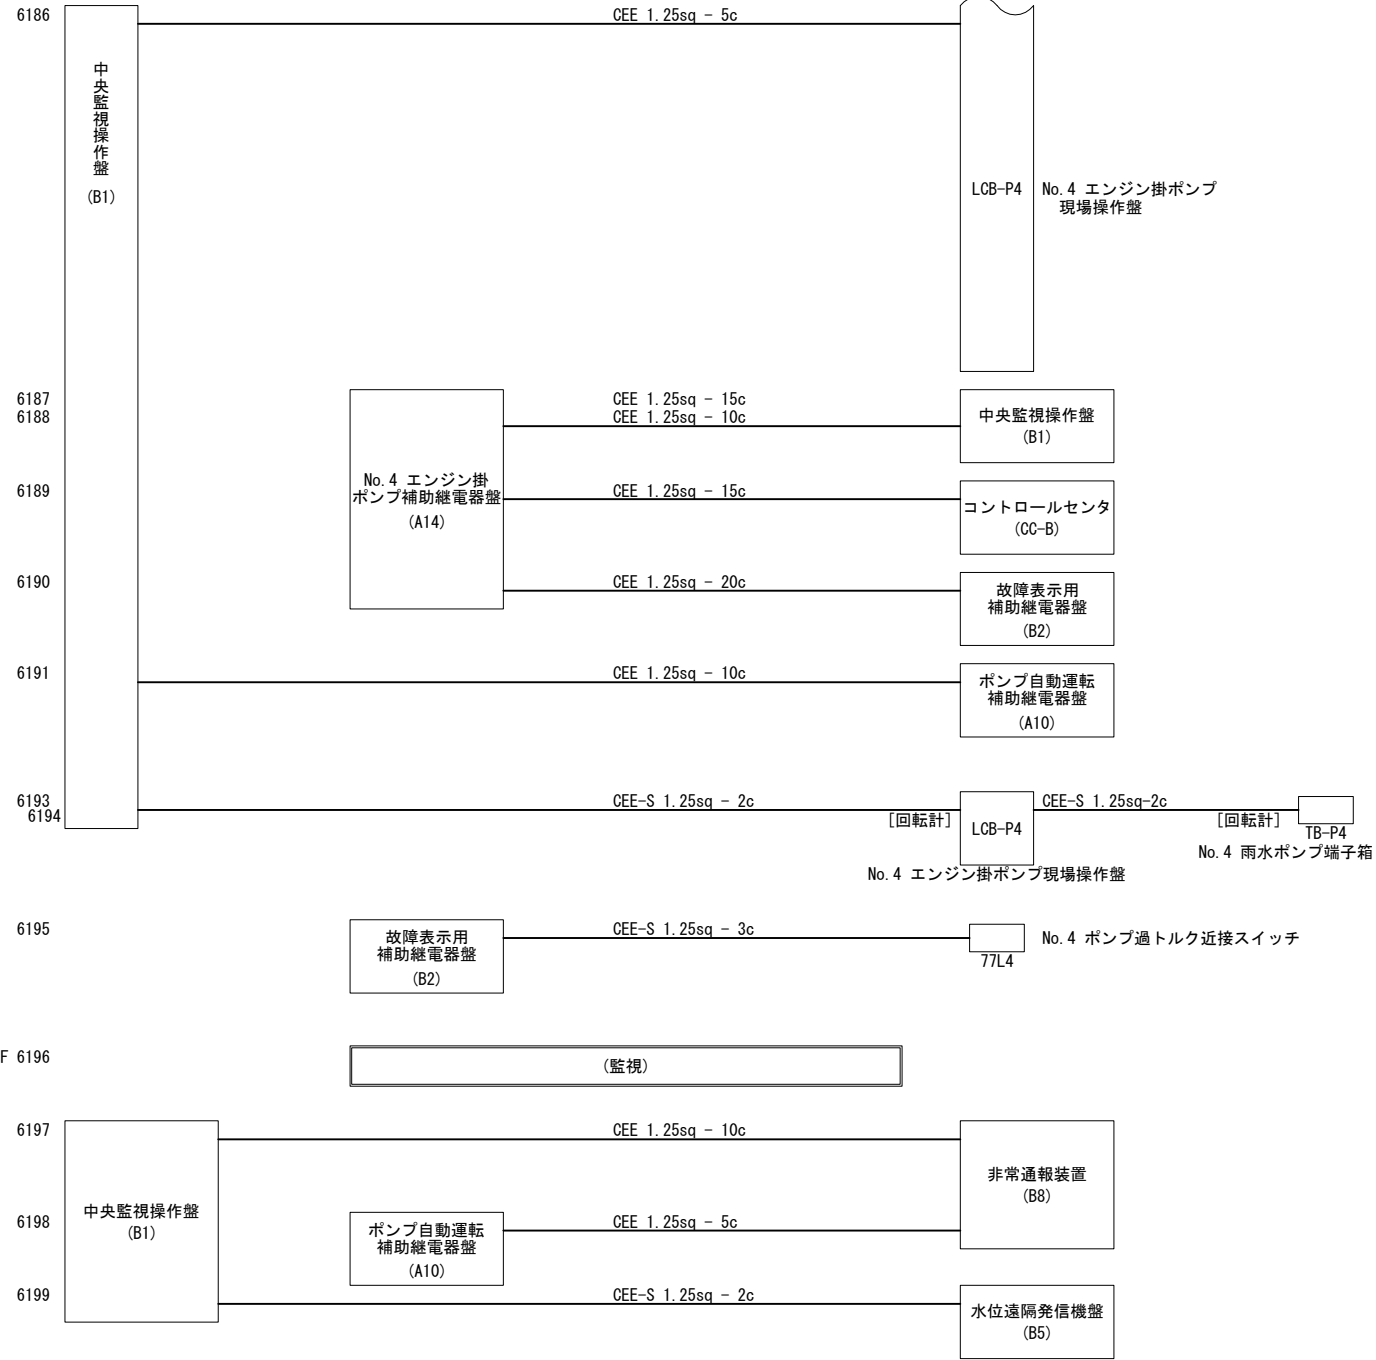 6186
CEE 1.25sq - 5c
中央監視操作盤
(B1)
LCB-P4
No.4 エンジン掛ポンプ
現場操作盤
6187
CEE 1.25sq - 15c
6188
CEE 1.25sq - 10c
中央監視操作盤
(B1)
No.4 エンジン掛
ポンプ補助継電器盤
(A14)
6189
CEE 1.25sq - 15c
コントロールセンタ
(CC-B)
6190
CEE 1.25sq - 20c
故障表示用
補助継電器盤
(B2)
6191
CEE 1.25sq - 10c
ポンプ自動運転
補助継電器盤
(A10)
6193
6194
CEE-S 1.25sq - 2c
[回転計]
LCB-P4
No.4 エンジン掛ポンプ現場操作盤
CEE-S 1.25sq-2c
[回転計]
TB-P4
No.4 雨水ポンプ端子箱
6195
故障表示用
補助継電器盤
(B2)
CEE-S 1.25sq - 3c
77L4
No.4 ポンプ過トルク近接スイッチ
F 6196
(監視)
6197
CEE 1.25sq - 10c
中央監視操作盤
(B1)
非常通報装置
(B8)
6198
ポンプ自動運転
補助継電器盤
(A10)
CEE 1.25sq - 5c
6199
CEE-S 1.25sq - 2c
水位遠隔発信機盤
(B5)